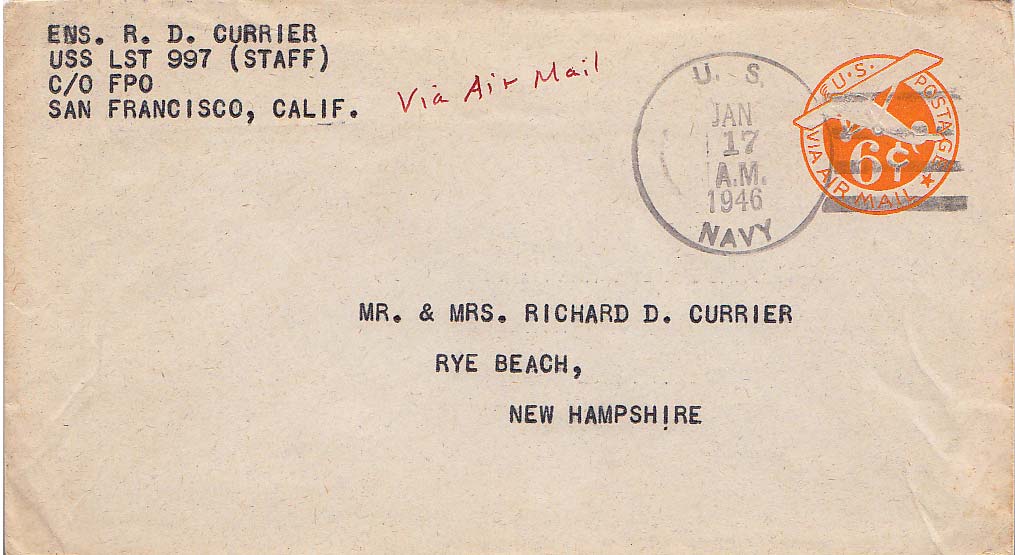 ENS. R. D. CURRIER
USS LST 997 (STAFF)
C/O FPO
SAN FRANCISCO, CALIF.
Via Air Mail
U. S.
JAN
17
A.M.
1946
NAVY
U.S. POSTAGE
6¢
VIA AIR MAIL
MR. & MRS. RICHARD D. CURRIER
RYE BEACH,
NEW HAMPSHIRE